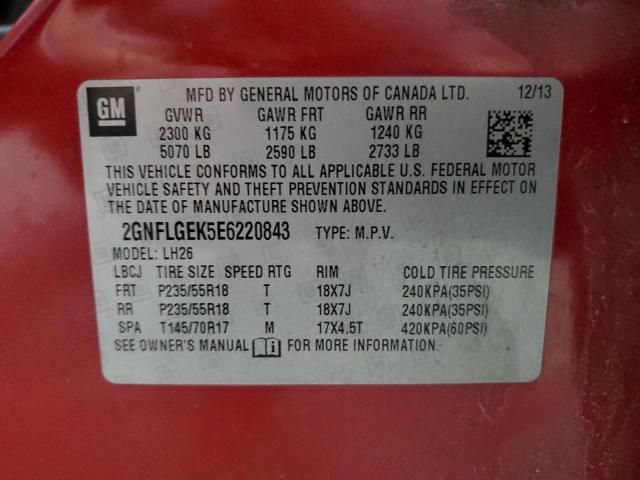 GM
MFD BY GENERAL MOTORS OF CANADA LTD. 12/13
GVWR GAWR FRT GAWR RR
2300 KG 1175 KG 1240 KG
5070 LB 2590 LB 2733 LB
THIS VEHICLE CONFORMS TO ALL APPLICABLE U.S. FEDERAL MOTOR
VEHICLE SAFETY AND THEFT PREVENTION STANDARDS IN EFFECT ON
THE DATE OF MANUFACTURE SHOWN ABOVE.
2GNFLGEK5E6220843 TYPE: M.P.V.
MODEL: LH26
LBCJ TIRE SIZE SPEED RTG RIM COLD TIRE PRESSURE
FRT P235/55R18 T 18X7J 240KPA(35PSI)
RR P235/55R18 T 18X7J 240KPA(35PSI)
SPA T145/70R17 M 17X4.5T 420KPA(60PSI)
SEE OWNER'S MANUAL FOR MORE INFORMATION.